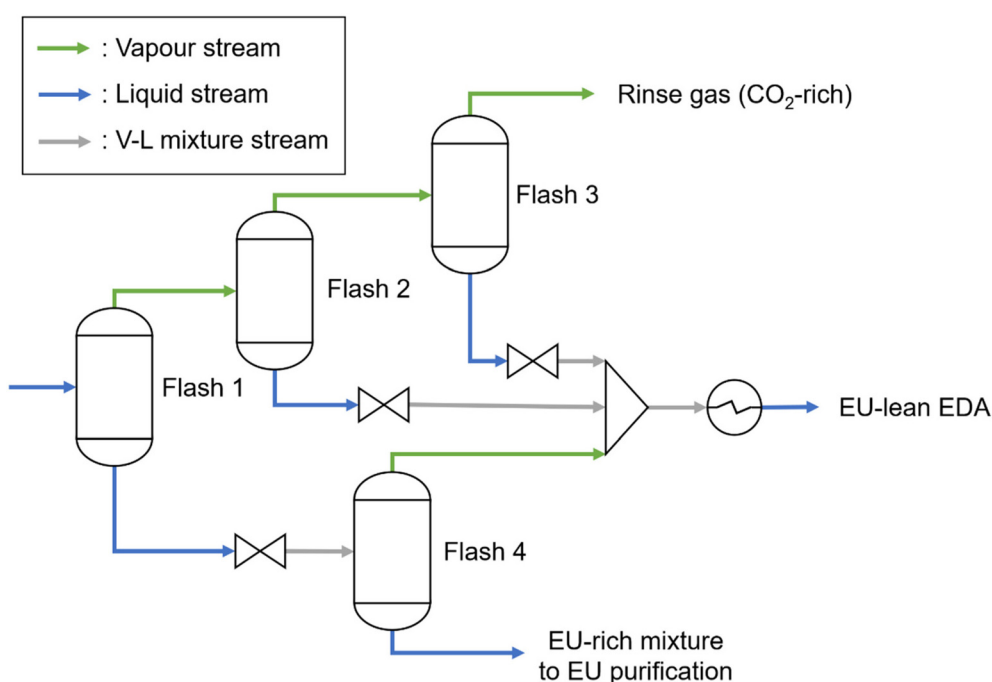 : Vapour stream
: Liquid stream
: V-L mixture stream
Rinse gas (CO₂-rich)
Flash 3
Flash 2
Flash 1
EU-lean EDA
Flash 4
EU-rich mixture
to EU purification